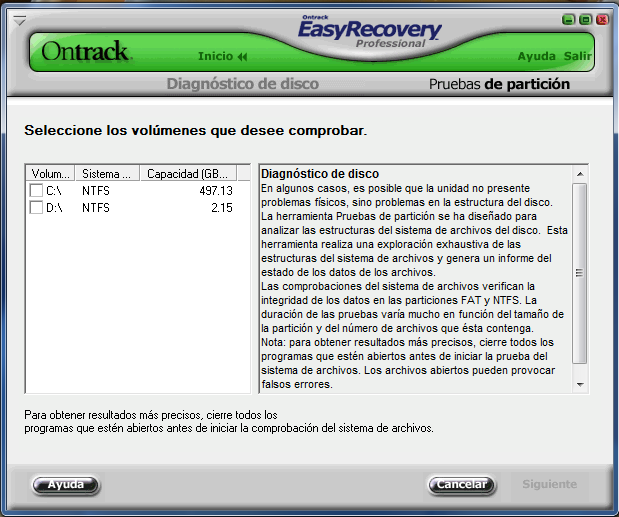 Ontrack
EasyRecovery
Professional
Ontrack Inicio Ayuda Salir
Diagnóstico de disco Pruebas de partición
Seleccione los volúmenes que desee comprobar.
Volum... Sistema ... Capacidad (GB...
C:\ NTFS 497.13
D:\ NTFS 2.15
Diagnóstico de disco
En algunos casos, es posible que la unidad no presente
problemas físicos, sino problemas en la estructura del disco.
La herramienta Pruebas de partición se ha diseñado para
analizar las estructuras del sistema de archivos del disco. Esta
herramienta realiza una exploración exhaustiva de las
estructuras del sistema de archivos y genera un informe del
estado de los datos de los archivos.
Las comprobaciones del sistema de archivos verifican la
integridad de los datos en las particiones FAT y NTFS. La
duración de las pruebas varía mucho en función del tamaño de
la partición y del número de archivos que ésta contenga.
Nota: para obtener resultados más precisos, cierre todos los
programas que estén abiertos antes de iniciar la prueba del
sistema de archivos. Los archivos abiertos pueden provocar
falsos errores.
Para obtener resultados más precisos, cierre todos los
programas que estén abiertos antes de iniciar la comprobación del sistema de archivos.
Ayuda Cancelar Siguiente